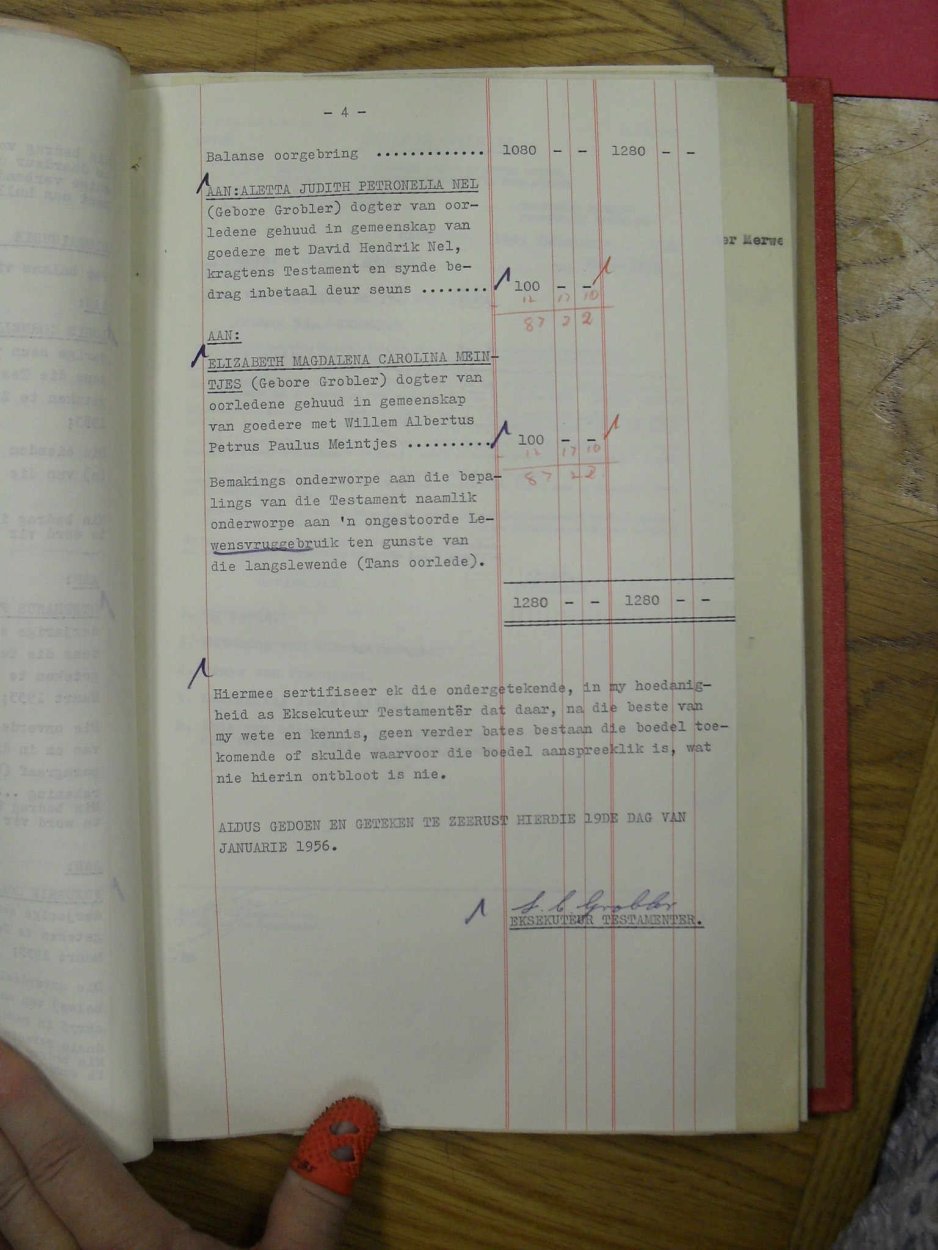 - 4 -
Balanse oorgebring ............. 1080 - - 1280 - -
AAN:ALETTA JUDITH PETRONELLA NEL
(Gebore Grobler) dogter van oor-
ledene gehuud in gemeenskap van
goedere met David Hendrik Nel,
kragtens Testament en synde be-
drag inbetaal deur seuns ........ 100 - -
12 17 10
87 2 2
AAN:
ELIZABETH MAGDALENA CAROLINA MEIN-
TJES (Gebore Grobler) dogter van
oorledene gehuud in gemeenskap
van goedere met Willem Albertus
Petrus Paulus Meintjes .......... 100 - -
12 17 10
87 2 2
Bemakings onderworpe aan die bepa-
lings van die Testament naamlik
onderworpe aan 'n ongestoorde Le-
wensvruggebruik ten gunste van
die langslewende (Tans oorlede).
1280 - - 1280 - -
Hiermee sertifiseer ek die ondergetekende, in my hoedanig-
heid as Eksekuteur Testamentêr dat daar, na die beste van
my wete en kennis, geen verder bates bestaan die boedel toe-
komende of skulde waarvoor die boedel aanspreeklik is, wat
nie hierin ontbloot is nie.
ALDUS GEDOEN EN GETEKEN TE ZEERUST HIERDIE 19DE DAG VAN
JANUARIE 1956.
Grobler
EKSEKUTEUR TESTAMENTER.
er Merwe